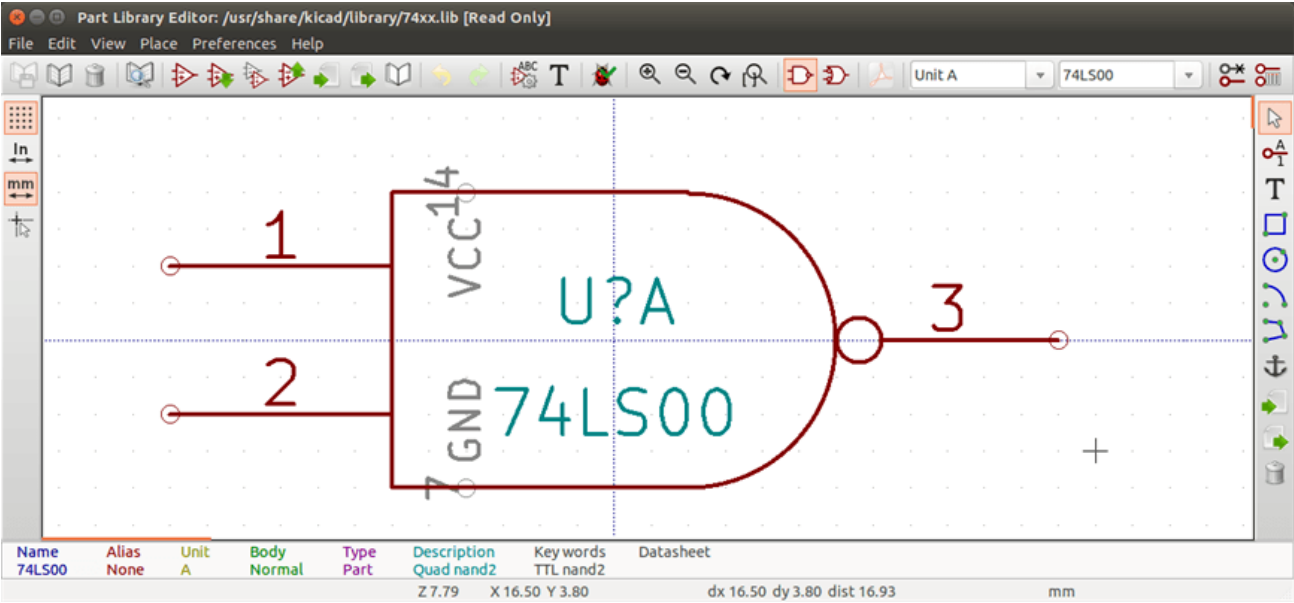 Part Library Editor: /usr/share/kicad/library/74xx.lib [Read Only]
File Edit View Place Preferences Help
ABC T Unit A 74LS00
In
mm
A
1
T
14
VCC
1
U?A
3
2
GND
74LS00
7
Name Alias Unit Body Type Description Key words Datasheet
74LS00 None A Normal Part Quad nand2 TTL nand2
Z 7.79 X 16.50 Y 3.80 dx 16.50 dy 3.80 dist 16.93 mm